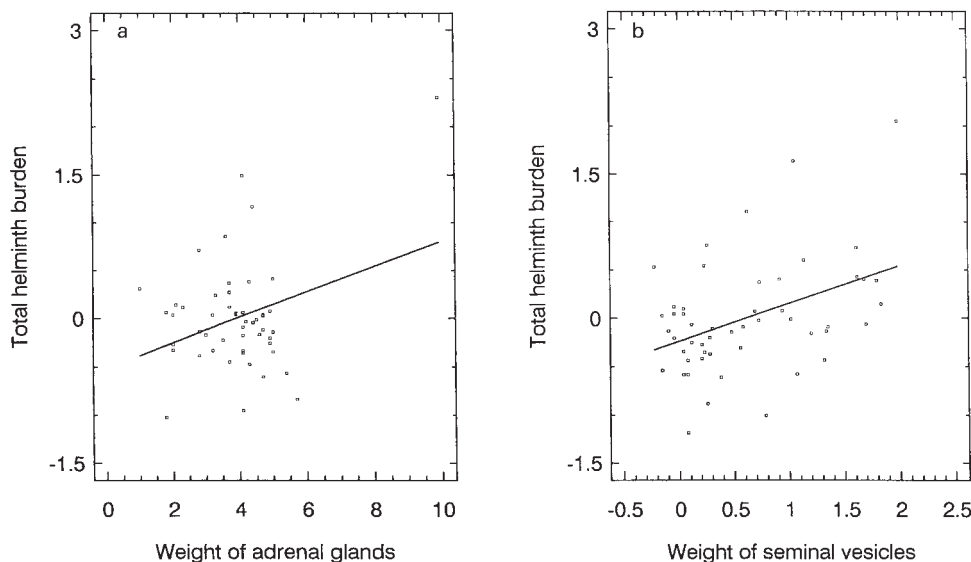 a
Total helminth burden
3
1.5
0
-1.5
0 2 4 6 8 10
Weight of adrenal glands
b
Total helminth burden
3
1.5
0
-1.5
-0.5 0 0.5 1 1.5 2 2.5
Weight of seminal vesicles